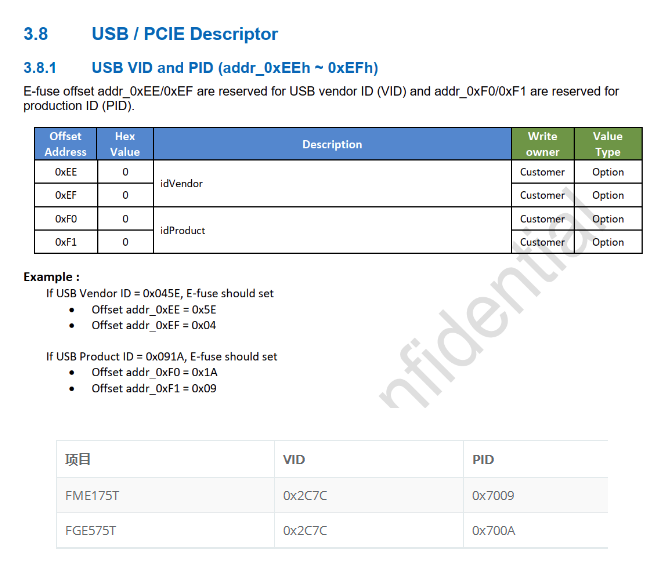 3.8 USB / PCIE Descriptor
3.8.1 USB VID and PID (addr_0xEEh ~ 0xEFh)
E-fuse offset addr_0xEE/0xEF are reserved for USB vendor ID (VID) and addr_0xF0/0xF1 are reserved for
production ID (PID).
Offset Address Hex Value Description Write owner Value Type
0xEE 0 idVendor Customer Option
0xEF 0 Customer Option
0xF0 0 idProduct Customer Option
0xF1 0 Customer Option
Example :
If USB Vendor ID = 0x045E, E-fuse should set
• Offset addr_0xEE = 0x5E
• Offset addr_0xEF = 0x04
If USB Product ID = 0x091A, E-fuse should set
• Offset addr_0xF0 = 0x1A
• Offset addr_0xF1 = 0x09
nfidential
项目 VID PID
FME175T 0x2C7C 0x7009
FGE575T 0x2C7C 0x700A